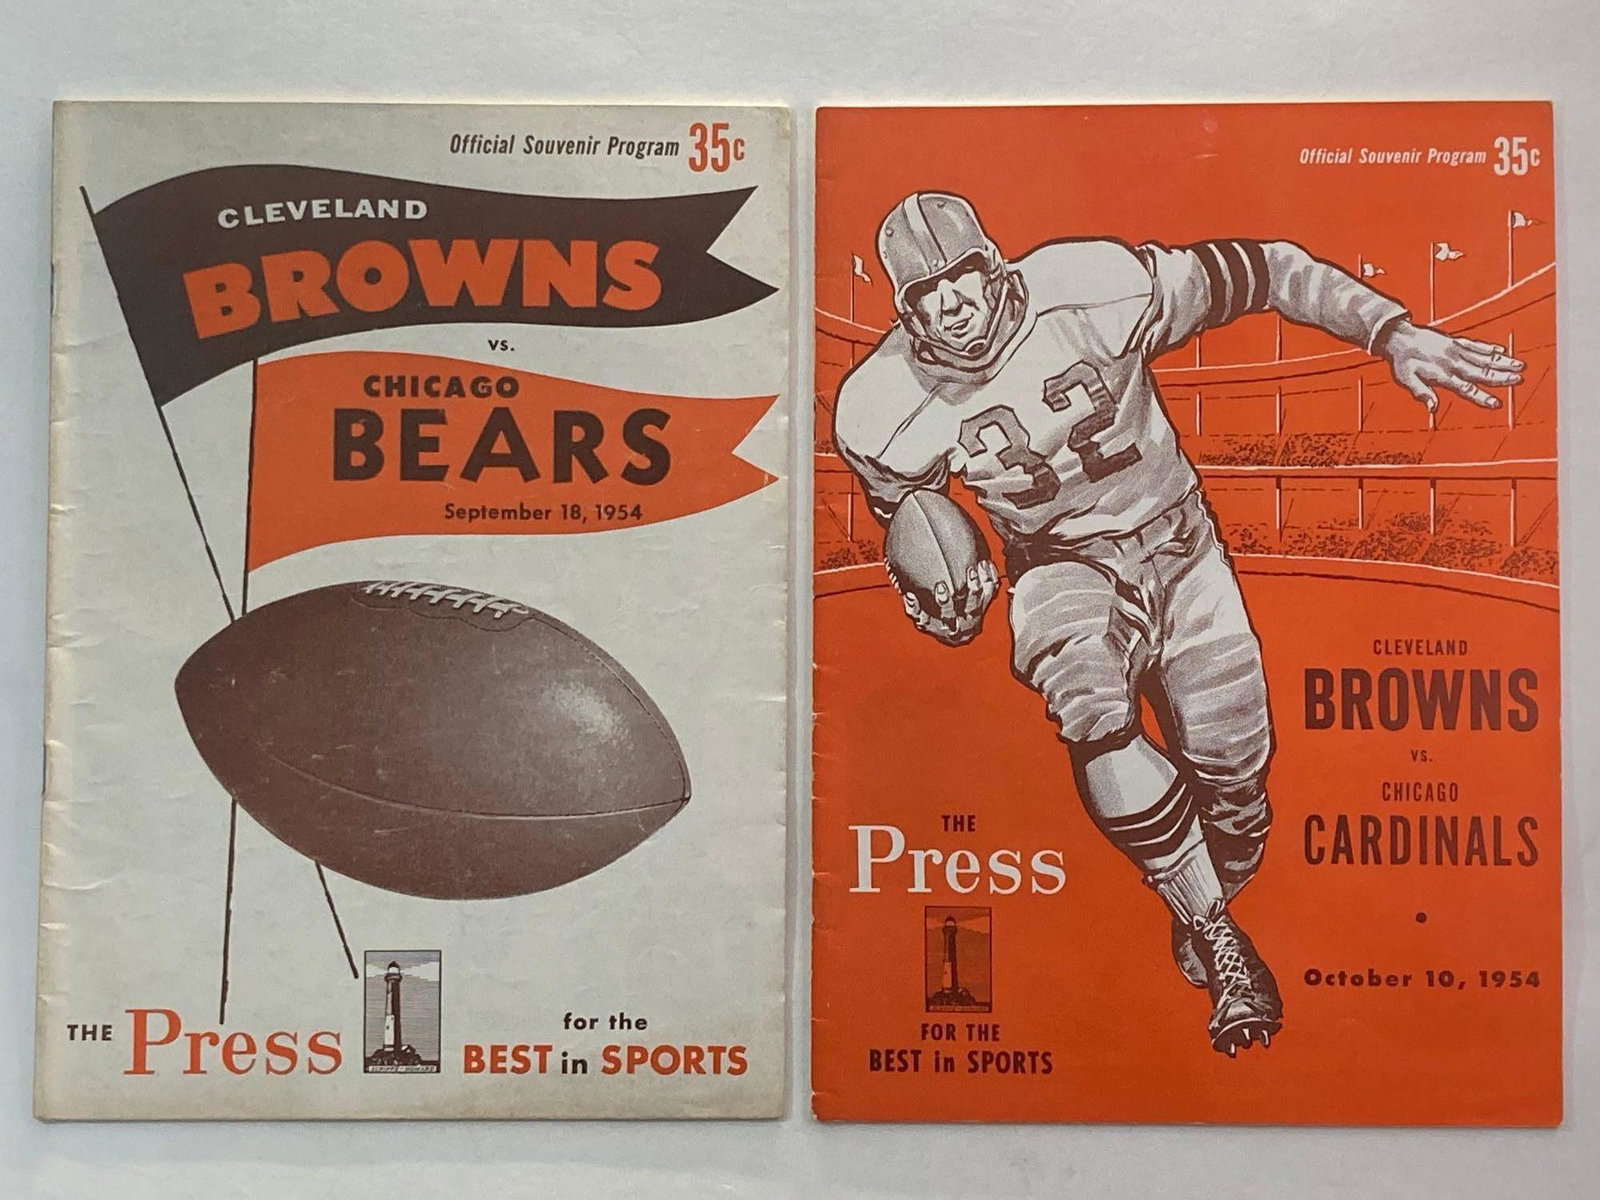 Official Souvenir Program 35c
CLEVELAND
BROWNS
vs.
CHICAGO
BEARS
September 18, 1954
THE Press
for the
BEST in SPORTS
Official Souvenir Program 35c
32
CLEVELAND
BROWNS
VS.
CHICAGO
CARDINALS
October 10, 1954
THE
Press
FOR THE
BEST in SPORTS